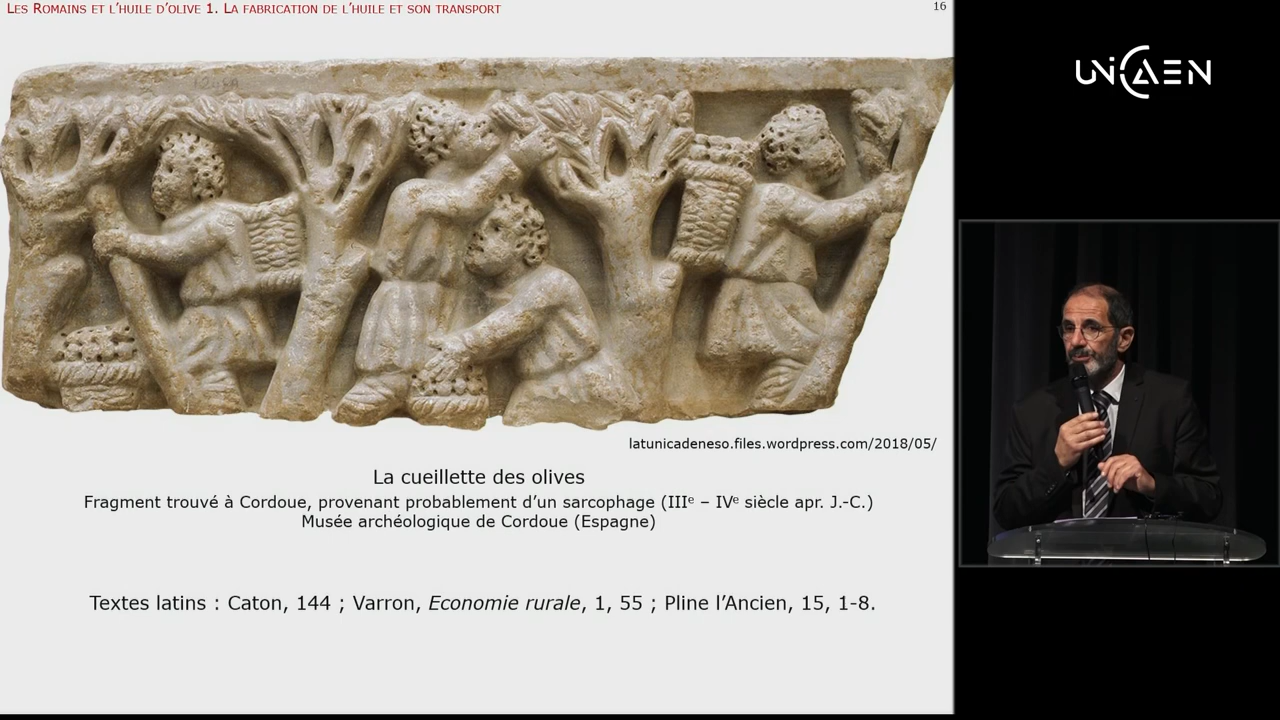 Les Romains et l’huile d’olive 1. La fabrication de l’huile et son transport
16
UNICAEN
latunicadeneso.files.wordpress.com/2018/05/
La cueillette des olives
Fragment trouvé à Cordoue, provenant probablement d’un sarcophage (IIIᵉ – IVᵉ siècle apr. J.-C.)
Musée archéologique de Cordoue (Espagne)
Textes latins : Caton, 144 ; Varron, Economie rurale, 1, 55 ; Pline l’Ancien, 15, 1-8.